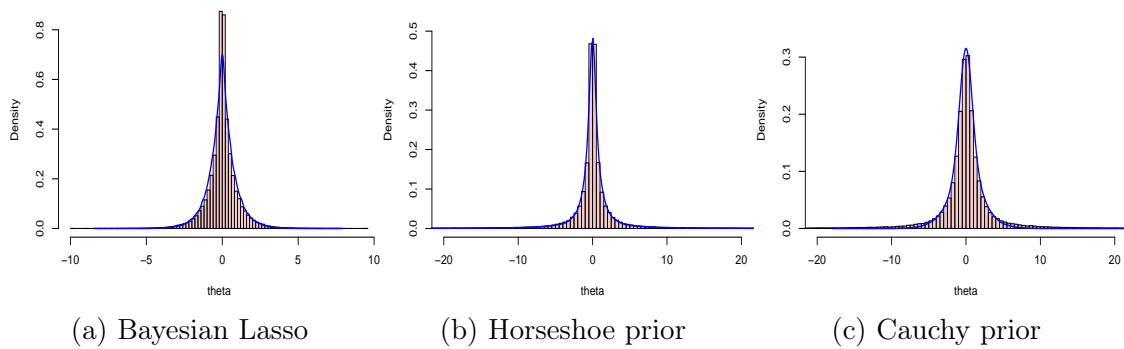 0.8
0.6
0.4
0.2
0.0
Density
−10 −5 0 5 10
theta
(a) Bayesian Lasso
0.5
0.4
0.3
0.2
0.1
0.0
Density
−20 −10 0 10 20
theta
(b) Horseshoe prior
0.3
0.2
0.1
0.0
Density
−20 −10 0 10 20
theta
(c) Cauchy prior